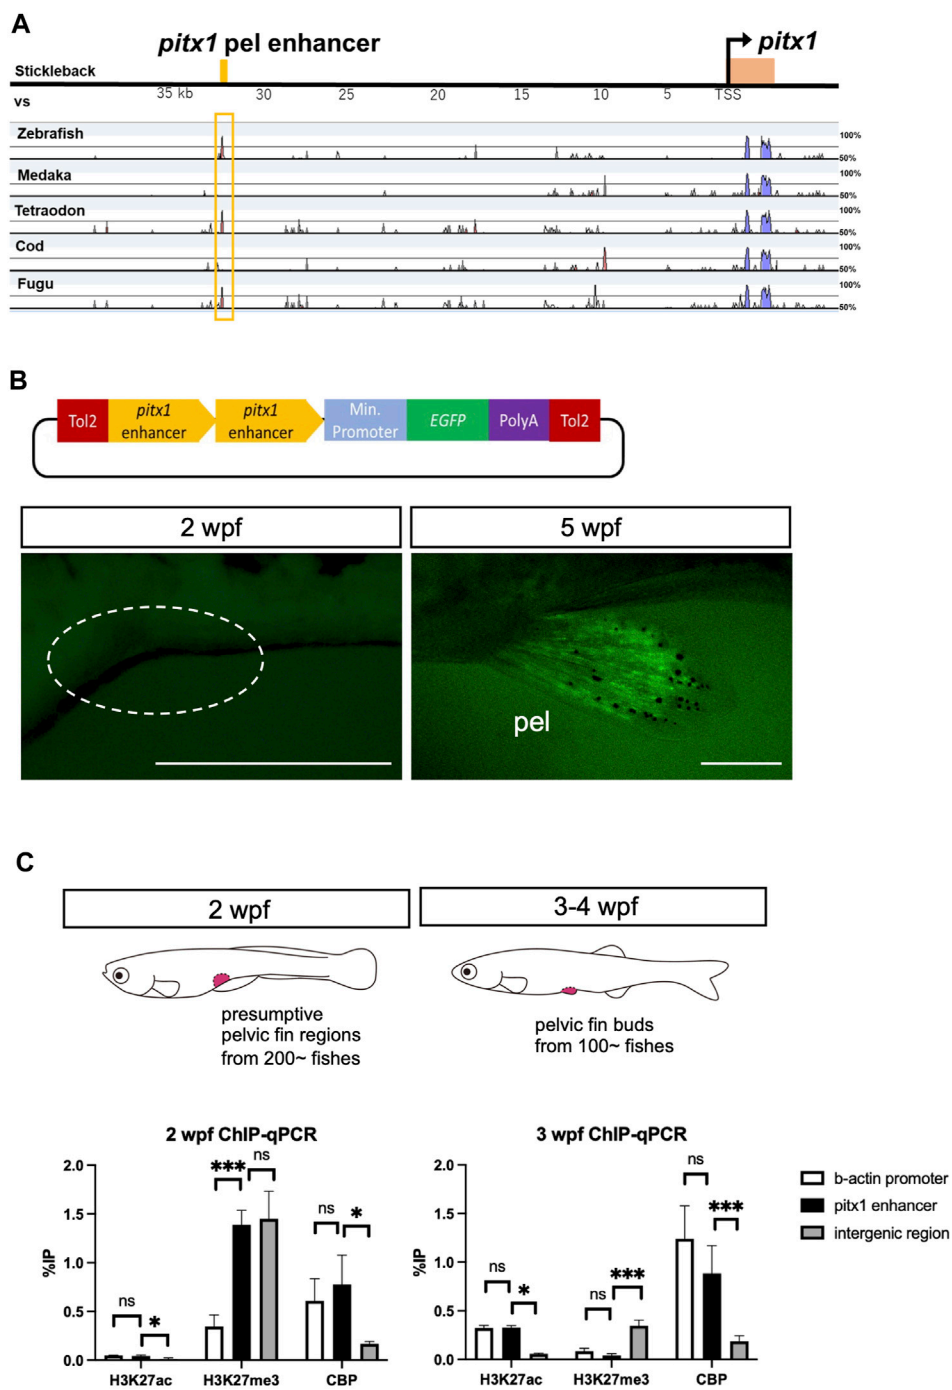 A
pitx1 pel enhancer
pitx1
Stickleback
vs
35 kb 30 25 20 15 10 5 TSS
Zebrafish
100%
50%
Medaka
100%
50%
Tetraodon
100%
50%
Cod
100%
50%
Fugu
100%
50%
B
Tol2
pitx1
enhancer
pitx1
enhancer
Min.
Promoter
EGFP
PolyA
Tol2
2 wpf
5 wpf
pel
C
2 wpf
3-4 wpf
presumptive
pelvic fin regions
from 200~ fishes
pelvic fin buds
from 100~ fishes
2 wpf ChIP-qPCR
%IP
2.0
1.5
1.0
0.5
0.0
ns
*
***
ns
ns
*
H3K27ac H3K27me3 CBP
3 wpf ChIP-qPCR
%IP
2.0
1.5
1.0
0.5
0.0
ns
*
ns
***
ns
***
H3K27ac H3K27me3 CBP
b-actin promoter
pitx1 enhancer
intergenic region